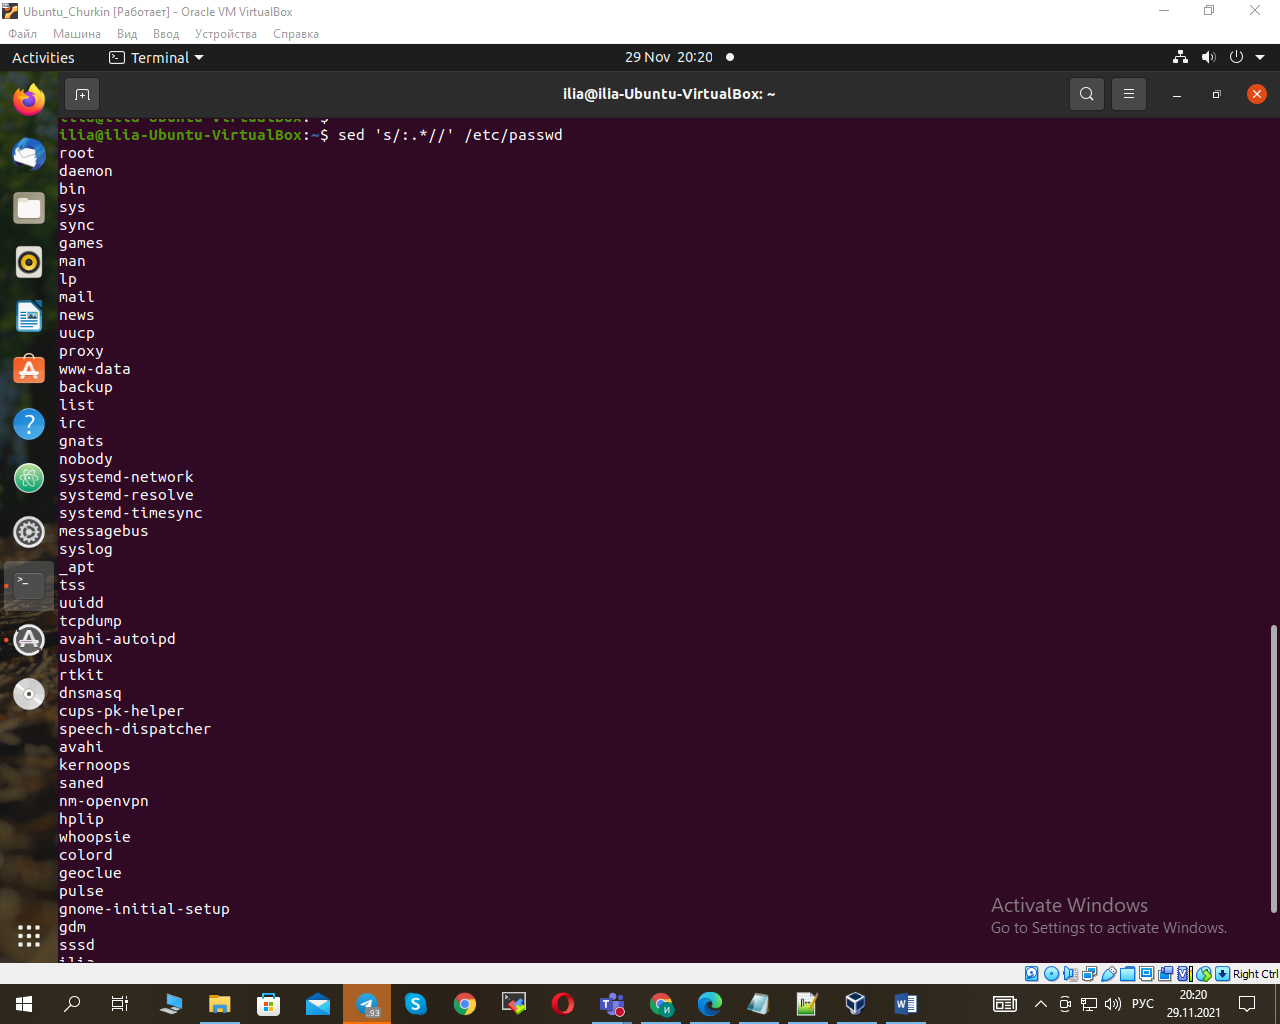 Ubuntu_Churkin [Работает] - Oracle VM VirtualBox
Файл Машина Вид Ввод Устройства Справка
Activities Terminal 29 Nov 20:20
ilia@ilia-Ubuntu-VirtualBox: ~
ilia@ilia-Ubuntu-VirtualBox:~$
ilia@ilia-Ubuntu-VirtualBox:~$ sed 's/:.*//' /etc/passwd
root
daemon
bin
sys
sync
games
man
lp
mail
news
uucp
proxy
www-data
backup
list
irc
gnats
nobody
systemd-network
systemd-resolve
systemd-timesync
messagebus
syslog
_apt
tss
uuidd
tcpdump
avahi-autoipd
usbmux
rtkit
dnsmasq
cups-pk-helper
speech-dispatcher
avahi
kernoops
saned
nm-openvpn
hplip
whoopsie
colord
geoclue
pulse
gnome-initial-setup
gdm
sssd
ilia
Activate Windows
Go to Settings to activate Windows.
Right Ctrl
.93
РУС
20:20
29.11.2021